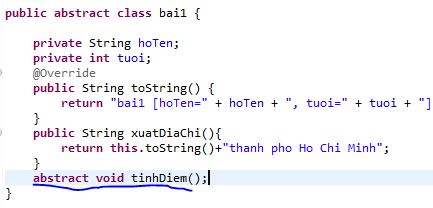 public abstract class bai1 {
private String hoTen;
private int tuoi;
@Override
public String toString() {
return "bai1 [hoTen=" + hoTen + ", tuoi=" + tuoi + "]
}
public String xuatDiaChi(){
return this.toString()+"thanh pho Ho Chi Minh";
}
abstract void tinhDiem();
}